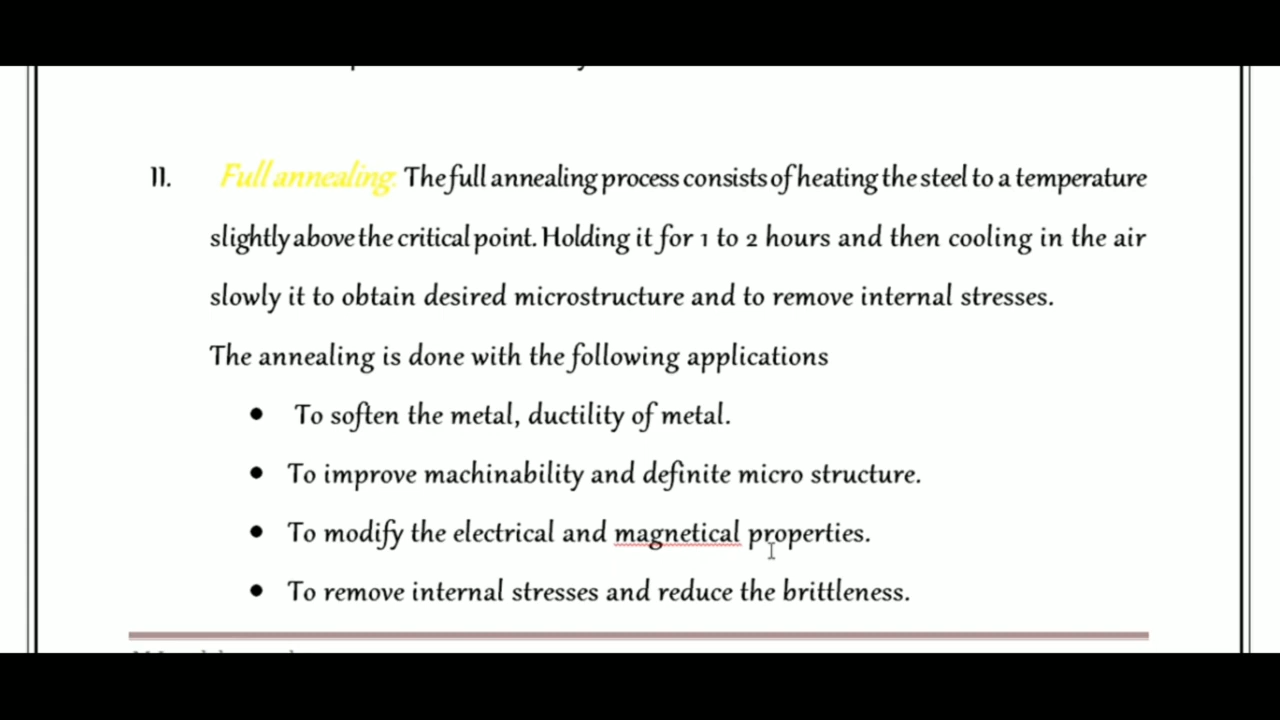 II. Full annealing: The full annealing process consists of heating the steel to a temperature
slightly above the critical point. Holding it for 1 to 2 hours and then cooling in the air
slowly it to obtain desired microstructure and to remove internal stresses.
The annealing is done with the following applications
• To soften the metal, ductility of metal.
• To improve machinability and definite micro structure.
• To modify the electrical and magnetical properties.
• To remove internal stresses and reduce the brittleness.